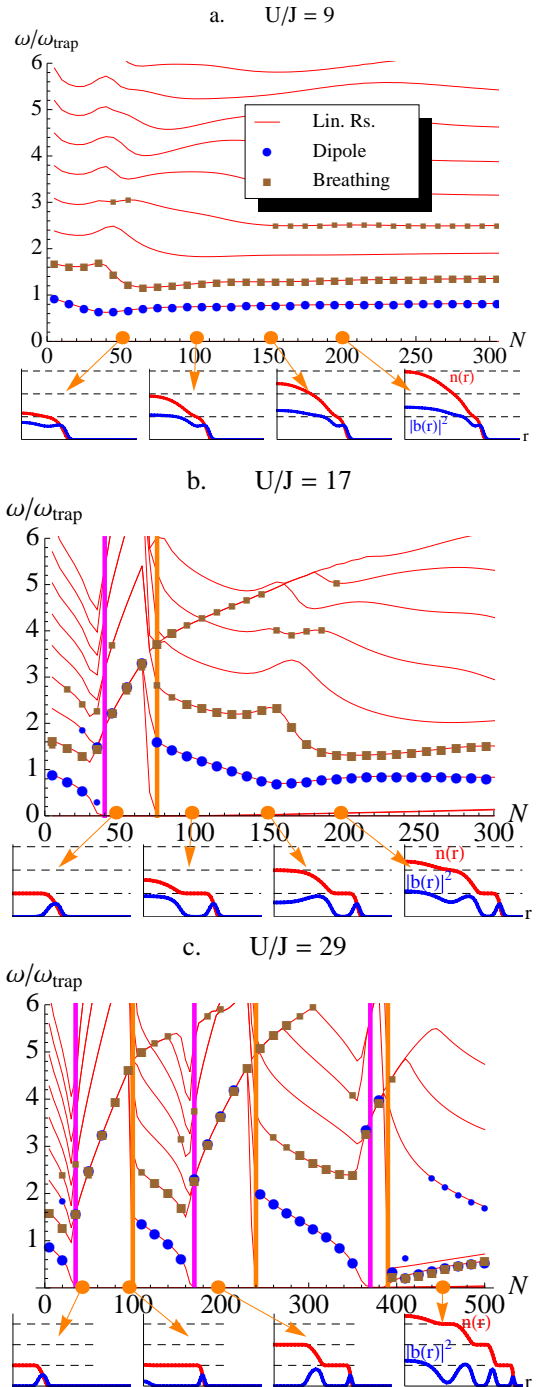 a. U/J = 9
ω/ω_trap
6
5
4
3
2
1
0
Lin. Rs.
Dipole
Breathing
0 50 100 150 200 250 300 N
n(r)
|b(r)|²
r
b. U/J = 17
ω/ω_trap
6
5
4
3
2
1
0
0 50 100 150 200 250 300 N
n(r)
|b(r)|²
r
c. U/J = 29
ω/ω_trap
6
5
4
3
2
1
0
0 100 200 300 400 500 N
n(r)
|b(r)|²
r